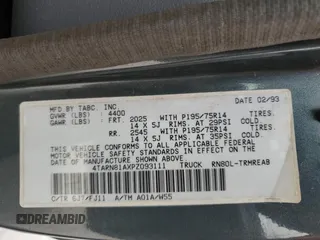 DATE 02/93
MFD BY TABC, INC.
GVWR (LBS) : 4400
GAWR (LBS) : FRT. 2025 WITH P195/75R14 TIRES.
14 X 5J RIMS. AT 29PSI COLD
RR. 2545 WITH P195/75R14 TIRES.
14 X 5J RIMS. AT 35PSI COLD
THIS VEHICLE CONFORMS TO ALL APPLICABLE FEDERAL
MOTOR VEHICLE SAFETY STANDARDS IN EFFECT ON THE
DATE OF MANUFACTURE SHOWN ABOVE.
4TARN81AXPZ093111 TRUCK RN80L-TRMREAB
C/TR 6J7/FJ11 A/TM A01A/W55
DISMANTLED